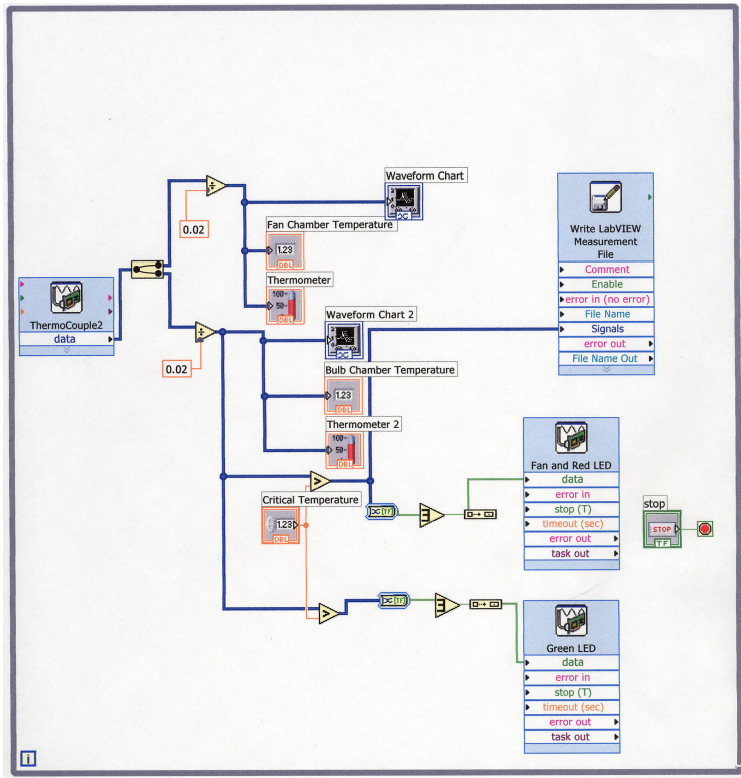 Waveform Chart
0.02
Fan Chamber Temperature
1.23
DBL
Thermometer
100
50
DBL
ThermoCouple2
data
0.02
Waveform Chart 2
Bulb Chamber Temperature
1.23
DBL
Thermometer 2
100
50
DBL
Write LabVIEW
Measurement
File
Comment
Enable
error in (no error)
File Name
Signals
error out
File Name Out
Critical Temperature
1.23
DBL
TF
Fan and Red LED
data
error in
stop (T)
timeout (sec)
error out
task out
stop
STOP
TF
TF
Green LED
data
error in
stop (T)
timeout (sec)
error out
task out
i